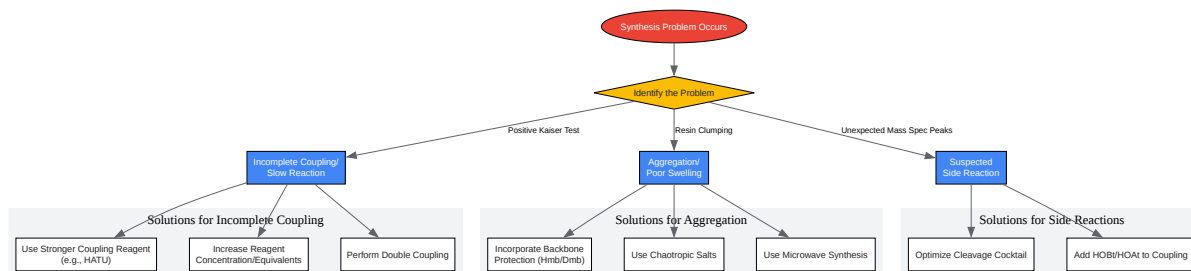 Synthesis Problem Occurs
Identify the Problem
Positive Kaiser Test
Resin Clumping
Unexpected Mass Spec Peaks
Incomplete Coupling/
Slow Reaction
Aggregation/
Poor Swelling
Suspected
Side Reaction
Solutions for Incomplete Coupling
Use Stronger Coupling Reagent
(e.g., HATU)
Increase Reagent
Concentration/Equivalents
Perform Double Coupling
Solutions for Aggregation
Incorporate Backbone
Protection (Hmb/Dmb)
Use Chaotropic Salts
Use Microwave Synthesis
Solutions for Side Reactions
Optimize Cleavage Cocktail
Add HOBt/HOAt to Coupling